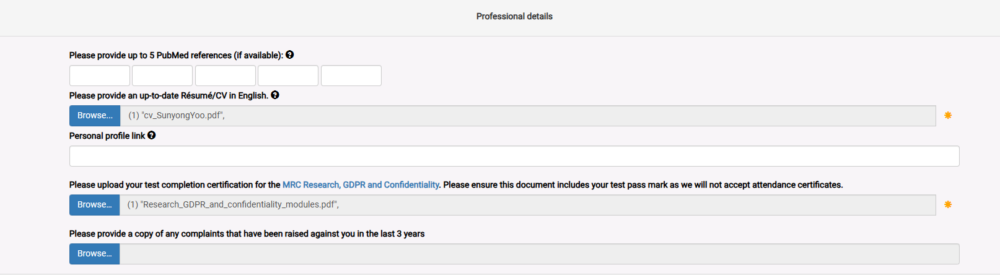 Professional details
Please provide up to 5 PubMed references (if available): ?
Please provide an up-to-date Résumé/CV in English. ?
Browse... (1) "cv_SunyongYoo.pdf",
Personal profile link ?
Please upload your test completion certification for the MRC Research, GDPR and Confidentiality. Please ensure this document includes your test pass mark as we will not accept attendance certificates.
Browse... (1) "Research_GDPR_and_confidentiality_modules.pdf",
Please provide a copy of any complaints that have been raised against you in the last 3 years
Browse...